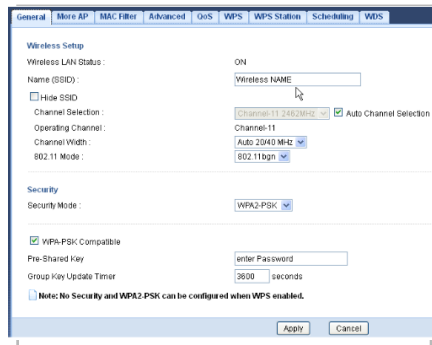 General More AP MAC Filter Advanced QoS WPS WPS Station Scheduling WDS
Wireless Setup
Wireless LAN Status : ON
Name (SSID) : Wireless NAME
Hide SSID
Channel Selection : Channel-11 2462MHz Auto Channel Selection
Operating Channel : Channel-11
Channel Width : Auto 20/40 MHz
802.11 Mode : 802.11bgn
Security
Security Mode : WPA2-PSK
WPA-PSK Compatible
Pre-Shared Key enter Password
Group Key Update Timer 3600 seconds
Note: No Security and WPA2-PSK can be configured when WPS enabled.
Apply Cancel